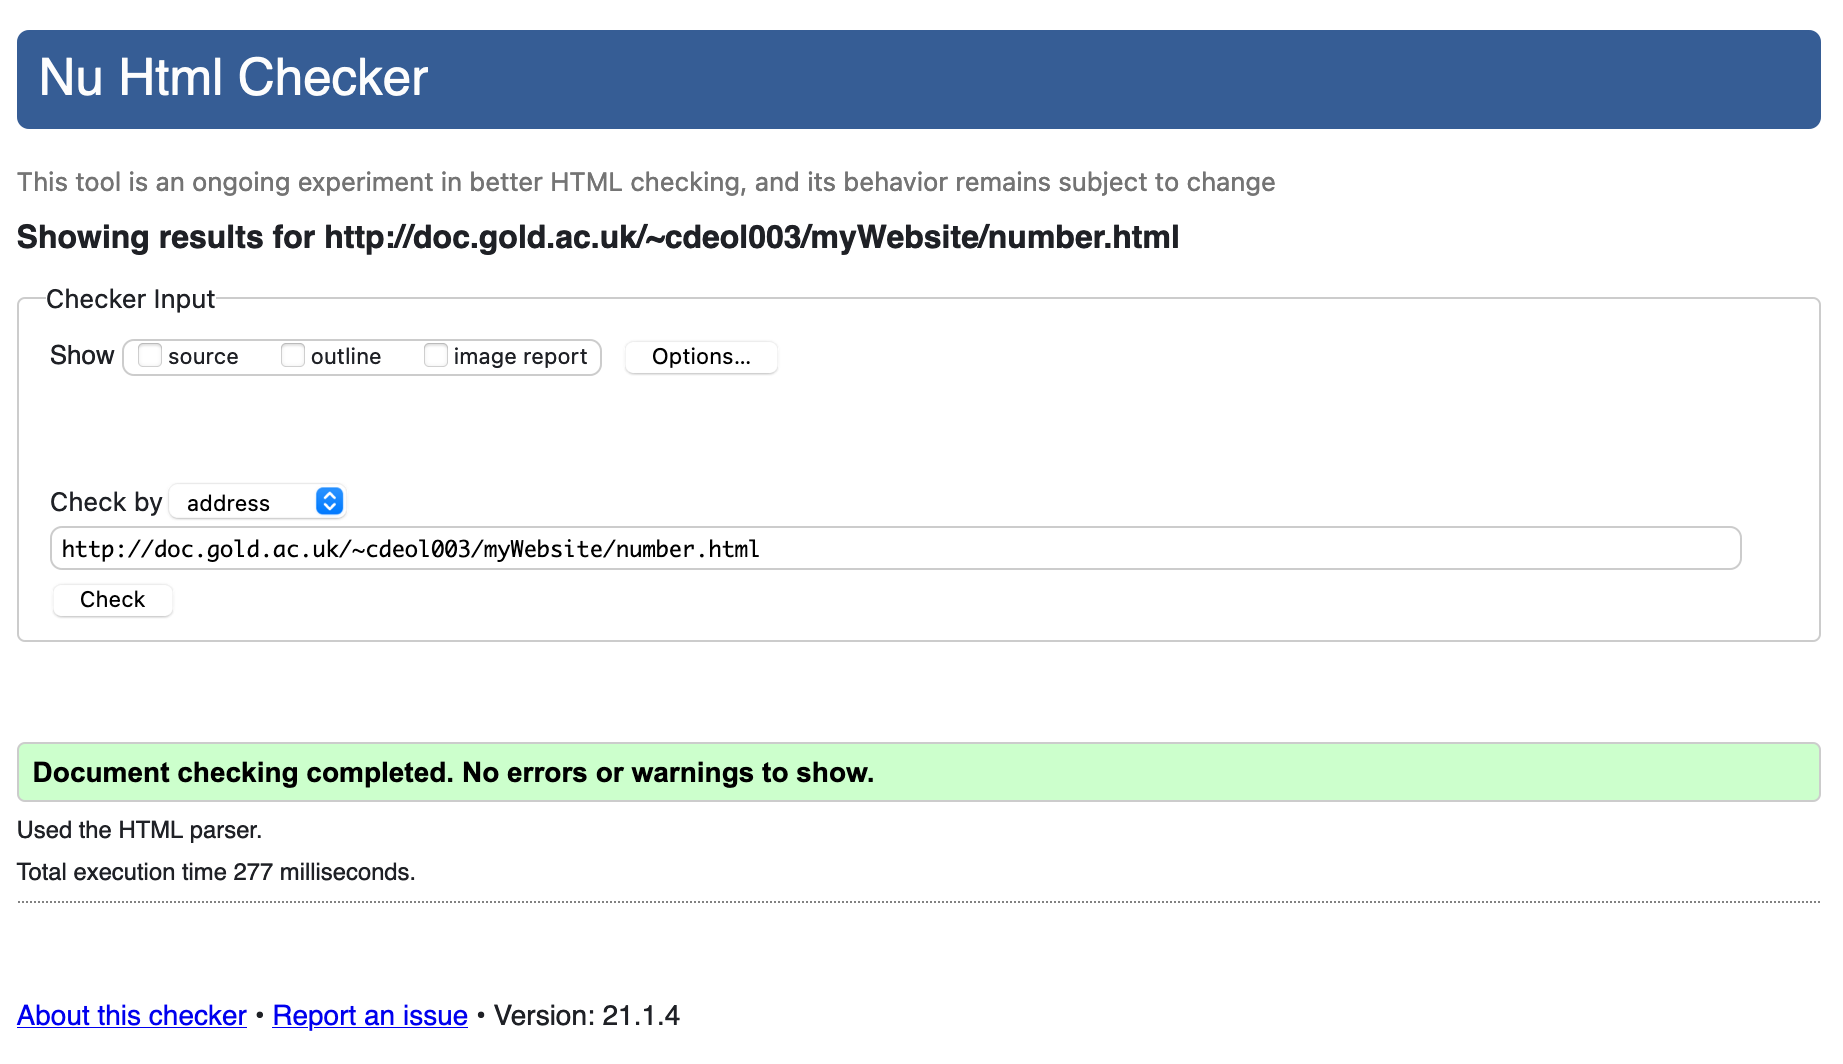 Nu Html Checker
This tool is an ongoing experiment in better HTML checking, and its behavior remains subject to change
Showing results for http://doc.gold.ac.uk/~cdeol003/myWebsite/number.html
Checker Input
Show source outline image report Options...
Check by address
http://doc.gold.ac.uk/~cdeol003/myWebsite/number.html
Check
Document checking completed. No errors or warnings to show.
Used the HTML parser.
Total execution time 277 milliseconds.
About this checker • Report an issue • Version: 21.1.4